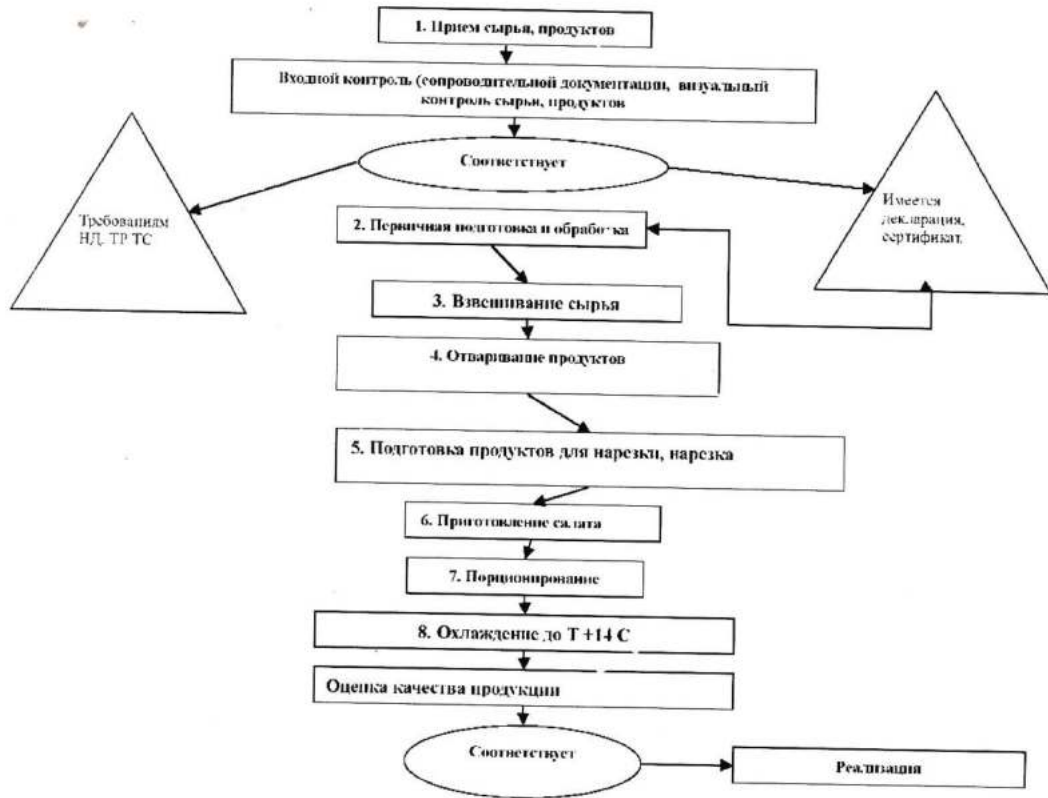 1. Прием сырья, продуктов
Входной контроль (сопроводительной документации, визуальный
контроль сырья, продуктов
Соответствует
Требованиям
НД, ТР ТС
Имеется
декларация,
сертификат.
2. Первичная подготовка и обработка
3. Взвешивание сырья
4. Отваривание продуктов
5. Подготовка продуктов для нарезки, нарезка
6. Приготовление салата
7. Порционирование
8. Охлаждение до Т +14 С
Оценка качества продукции
Соответствует
Реализация